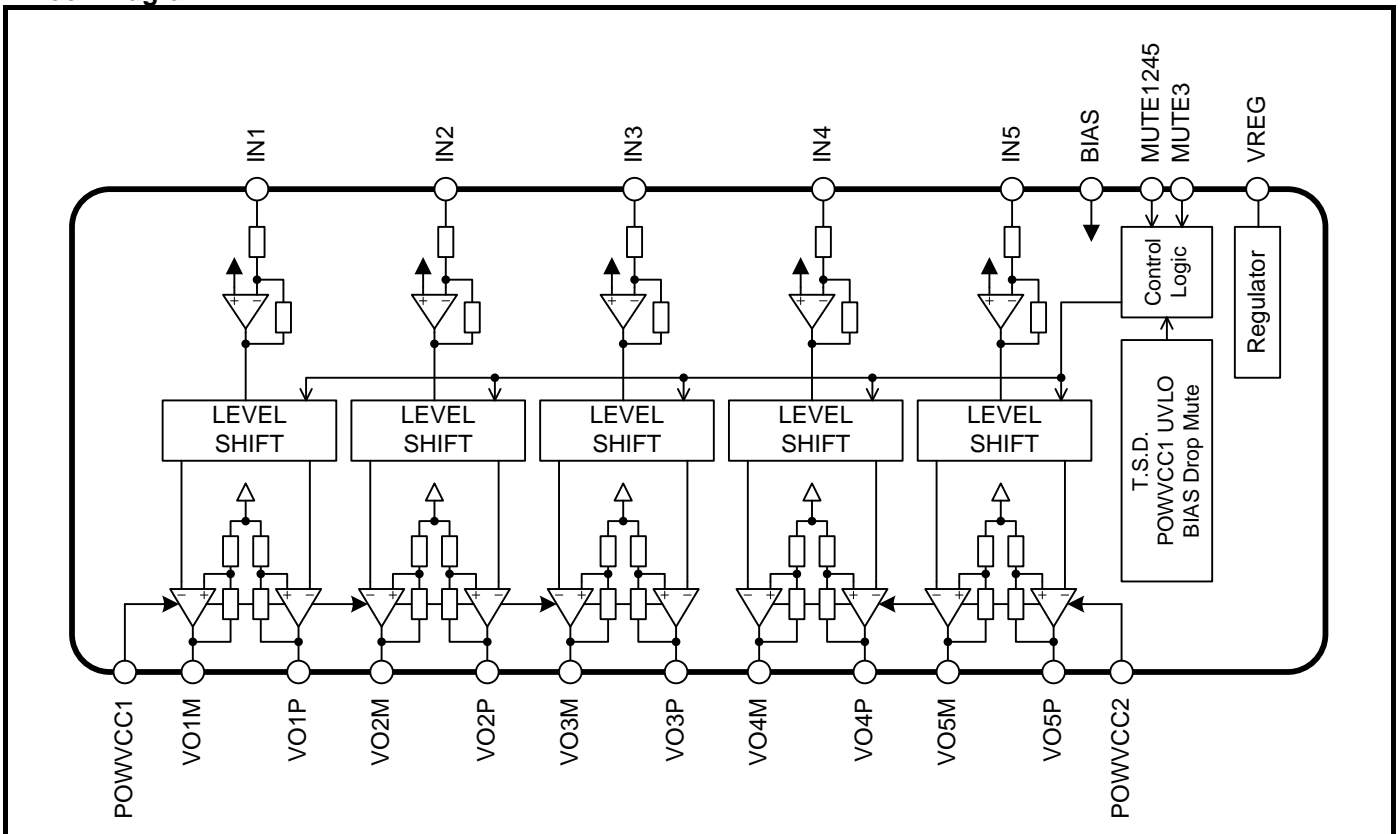 IN1
IN2
IN3
IN4
IN5
BIAS
MUTE1245
MUTE3
VREG
+ −
+ −
+ −
+ −
+ −
Control
Logic
Regulator
LEVEL
SHIFT
LEVEL
SHIFT
LEVEL
SHIFT
LEVEL
SHIFT
LEVEL
SHIFT
T.S.D.
POWVCC1 UVLO
BIAS Drop Mute
− +
− +
− +
− +
− +
− +
− +
− +
− +
− +
POWVCC1
VO1M
VO1P
VO2M
VO2P
VO3M
VO3P
VO4M
VO4P
VO5M
VO5P
POWVCC2